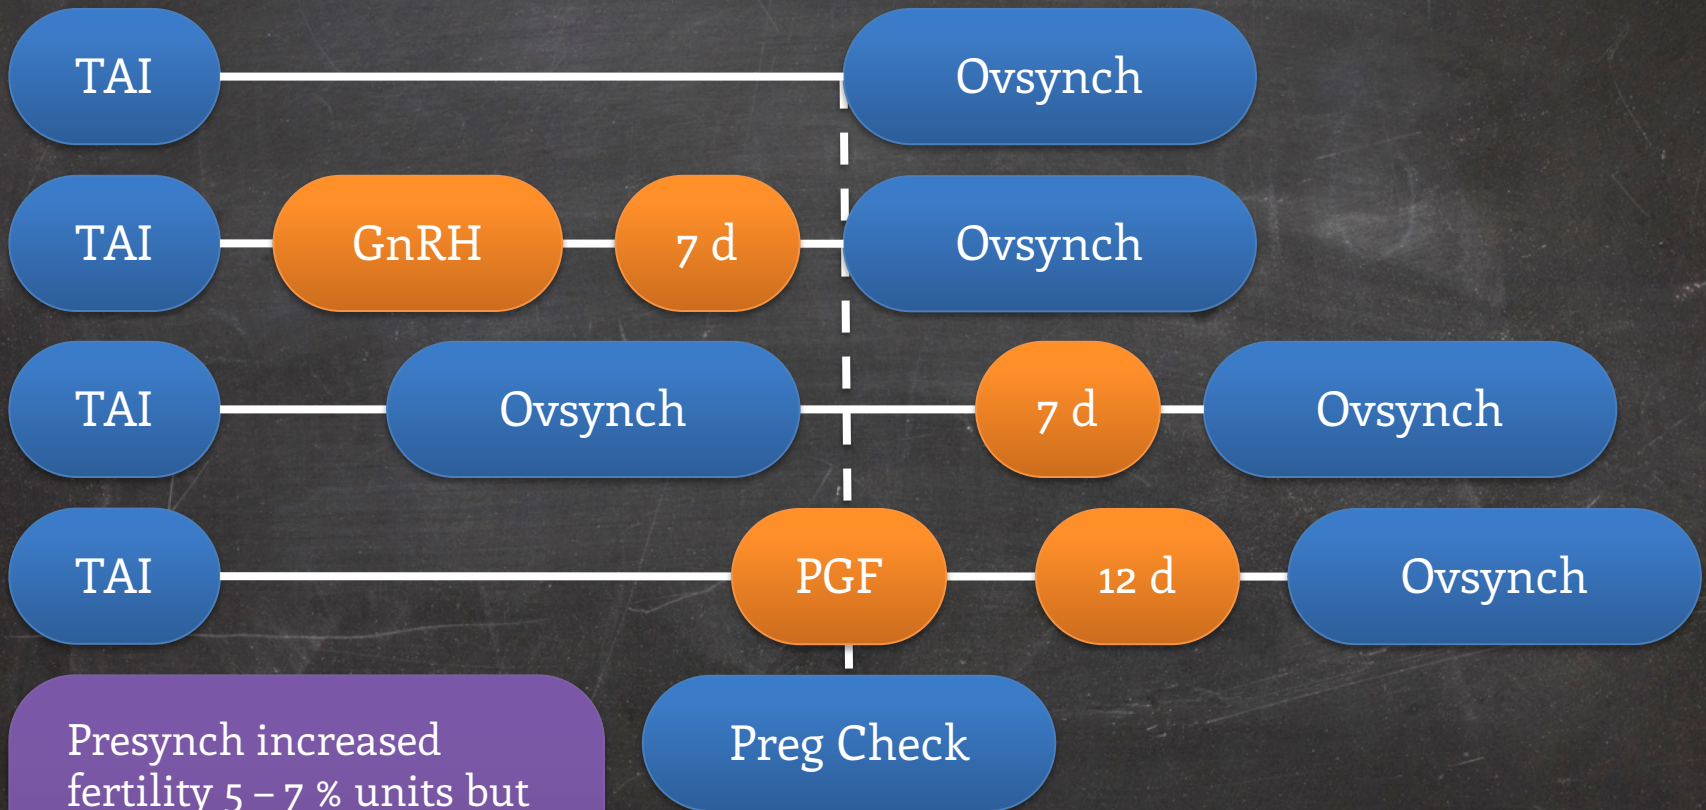 TAI Ovsynch
TAI GnRH 7 d Ovsynch
TAI Ovsynch 7 d Ovsynch
TAI PGF 12 d Ovsynch
Presynch increased
fertility 5 – 7 % units but
Preg Check